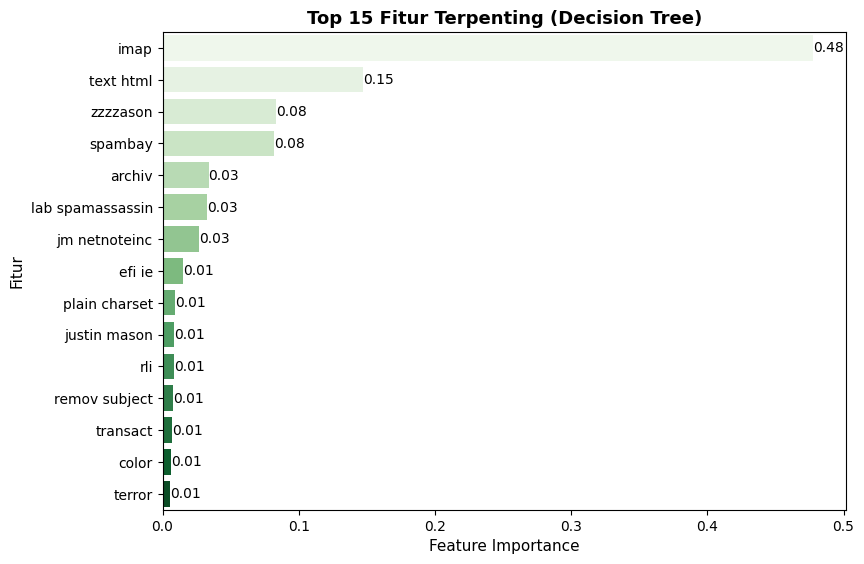 Top 15 Fitur Terpenting (Decision Tree)
imap 0.48
text html 0.15
zzzzason 0.08
spambay 0.08
archiv 0.03
lab spamassassin 0.03
jm netnoteinc 0.03
efi ie 0.01
plain charset 0.01
justin mason 0.01
rli 0.01
remov subject 0.01
transact 0.01
color 0.01
terror 0.01
Fitur
0.0 0.1 0.2 0.3 0.4 0.5
Feature Importance